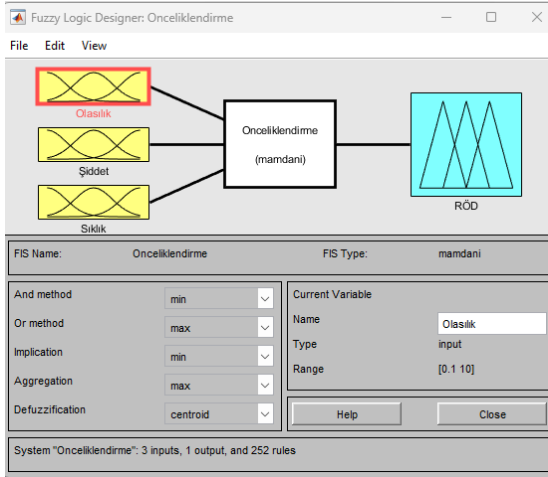 Fuzzy Logic Designer: Onceliklendirme
File Edit View
Olasılık
Şiddet
Sıklık
Onceliklendirme
(mamdani)
RÖD
FIS Name: Onceliklendirme FIS Type: mamdani
And method min
Or method max
Implication min
Aggregation max
Defuzzification centroid
Current Variable
Name Olasılık
Type input
Range [0.1 10]
Help Close
System "Onceliklendirme": 3 inputs, 1 output, and 252 rules